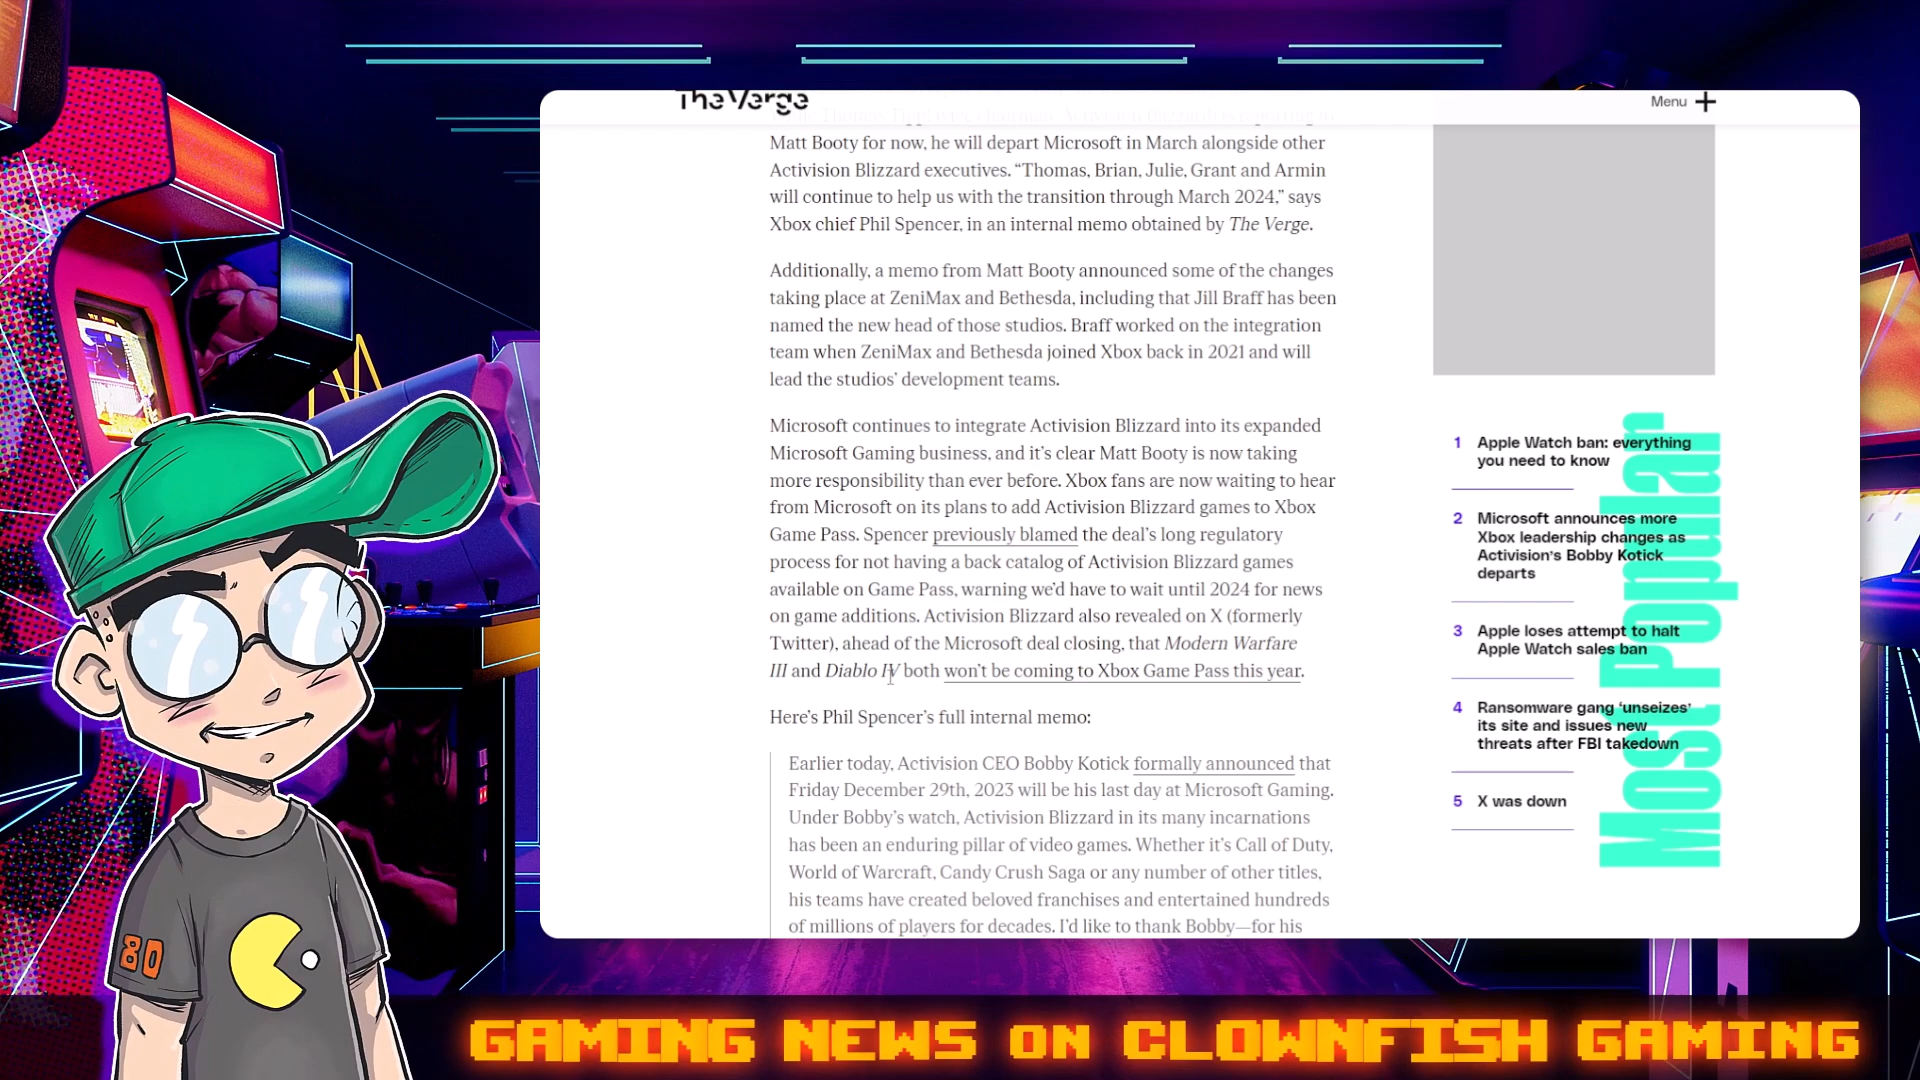 The Verge
Menu
Matt Booty for now, he will depart Microsoft in March alongside other
Activision Blizzard executives. “Thomas, Brian, Julie, Grant and Armin
will continue to help us with the transition through March 2024,” says
Xbox chief Phil Spencer, in an internal memo obtained by The Verge.
Additionally, a memo from Matt Booty announced some of the changes
taking place at ZeniMax and Bethesda, including that Jill Braff has been
named the new head of those studios. Braff worked on the integration
team when ZeniMax and Bethesda joined Xbox back in 2021 and will
lead the studios’ development teams.
Microsoft continues to integrate Activision Blizzard into its expanded
Microsoft Gaming business, and it’s clear Matt Booty is now taking
more responsibility than ever before. Xbox fans are now waiting to hear
from Microsoft on its plans to add Activision Blizzard games to Xbox
Game Pass. Spencer previously blamed the deal’s long regulatory
process for not having a back catalog of Activision Blizzard games
available on Game Pass, warning we’d have to wait until 2024 for news
on game additions. Activision Blizzard also revealed on X (formerly
Twitter), ahead of the Microsoft deal closing, that Modern Warfare
III and Diablo IV both won’t be coming to Xbox Game Pass this year.
Here’s Phil Spencer’s full internal memo:
Earlier today, Activision CEO Bobby Kotick formally announced that
Friday December 29th, 2023 will be his last day at Microsoft Gaming.
Under Bobby’s watch, Activision Blizzard in its many incarnations
has been an enduring pillar of video games. Whether it’s Call of Duty,
World of Warcraft, Candy Crush Saga or any number of other titles,
his teams have created beloved franchises and entertained hundreds
of millions of players for decades. I’d like to thank Bobby—for his
Most Popular
1 Apple Watch ban: everything
you need to know
2 Microsoft announces more
Xbox leadership changes as
Activision’s Bobby Kotick
departs
3 Apple loses attempt to halt
Apple Watch sales ban
4 Ransomware gang ‘unseizes’
its site and issues new
threats after FBI takedown
5 X was down
80
GAMING NEWS ON CLOWNFISH GAMING